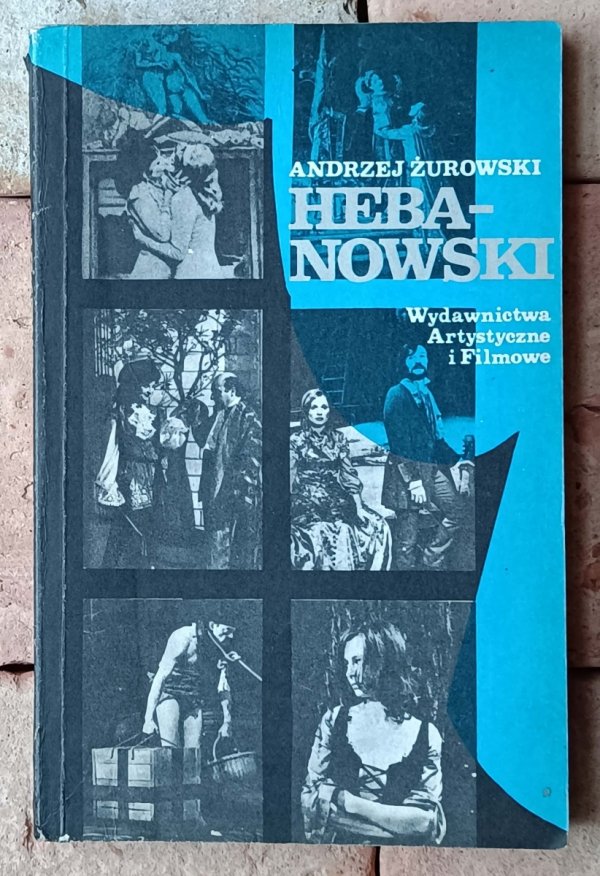 ANDRZEJ ŻUROWSKI
HEBA-
NOWSKI
Wydawnictwa
Artystyczne
i Filmowe